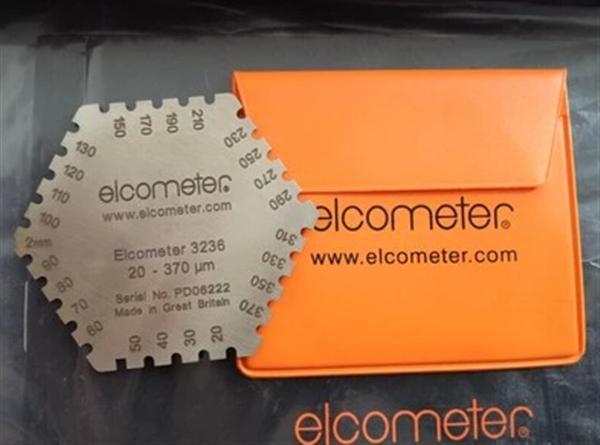 150 170 190 210
130
120
110
100
2mm
90
80
70
60
50 40 30 20
230
250
270
290
310
330
350
370
elcometer®
www.elcometer.com
Elcometer 3236
20 - 370 µm
Serial No. PD06222
Made in Great Britain
elcometer®
www.elcometer.com
elcometer®